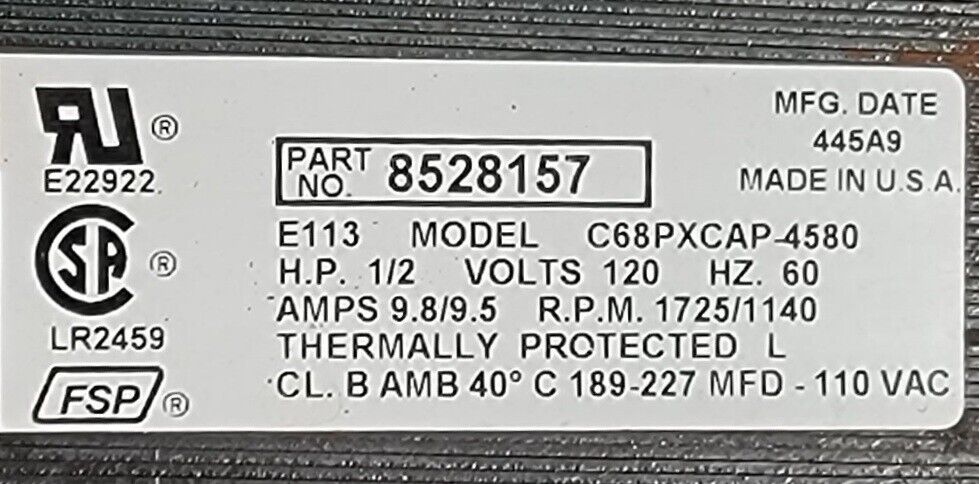 RU®
E22922
SA ®
LR2459
FSP ®
PART NO. 8528157
MFG. DATE
445A9
MADE IN U.S.A.
E113 MODEL C68PXCAP-4580
H.P. 1/2 VOLTS 120 HZ. 60
AMPS 9.8/9.5 R.P.M. 1725/1140
THERMALLY PROTECTED L
CL. B AMB 40° C 189-227 MFD - 110 VAC